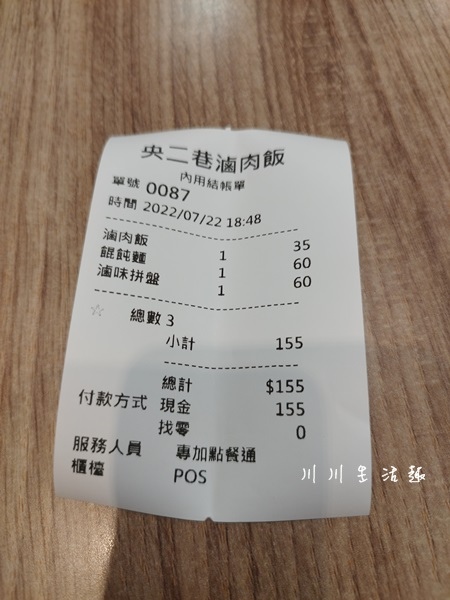 央二巷滷肉飯
內用結帳單
單號 0087
時間 2022/07/22 18:48
滷肉飯 1 35
餛飩麵 1 60
滷味拼盤 1 60
☆ 總數 3
小計 155
總計 $155
付款方式 現金 155
找零 0
服務人員 專加點餐通
櫃檯 POS
川川生活趣